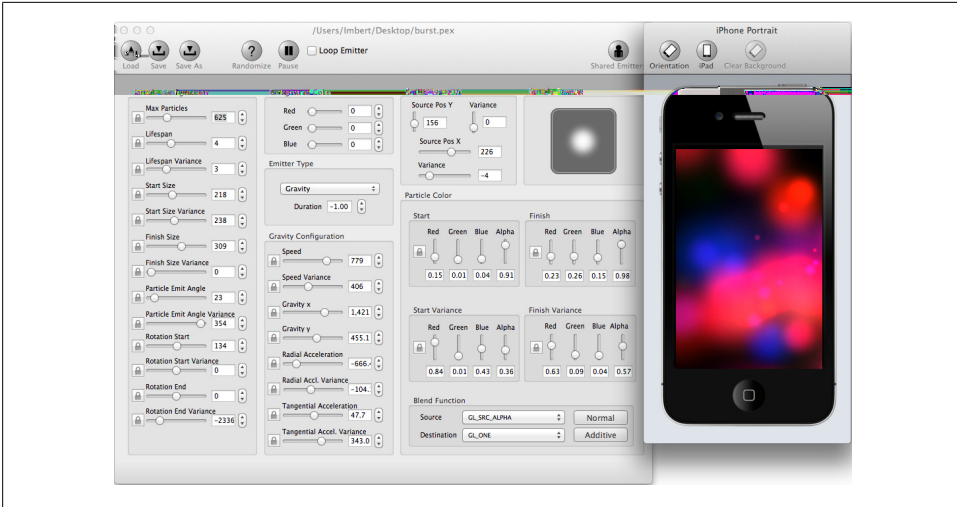 /Users/Imbert/Desktop/burst.pex
Load Save Save As Randomize Pause Loop Emitter Shared Emitter
Max Particles
625
Lifespan
4
Lifespan Variance
3
Start Size
218
Start Size Variance
238
Finish Size
309
Finish Size Variance
0
Particle Emit Angle
23
Particle Emit Angle Variance
354
Rotation Start
134
Rotation Start Variance
0
Rotation End
0
Rotation End Variance
-2336
Red 0
Green 0
Blue 0
Emitter Type
Gravity
Duration -1.00
Gravity Configuration
Speed
779
Speed Variance
406
Gravity x
1,421
Gravity y
455.1
Radial Acceleration
-666.
Radial Accl. Variance
-104.
Tangential Acceleration
47.7
Tangential Accel. Variance
343.0
Source Pos Y Variance
156 0
Source Pos X
226
Variance
-4
Particle Color
Start
Red Green Blue Alpha
0.15 0.01 0.04 0.91
Finish
Red Green Blue Alpha
0.23 0.26 0.15 0.98
Start Variance
Red Green Blue Alpha
0.84 0.01 0.43 0.36
Finish Variance
Red Green Blue Alpha
0.63 0.09 0.04 0.57
Blend Function
Source GL_SRC_ALPHA Normal
Destination GL_ONE Additive
iPhone Portrait
Orientation iPad Clear Background